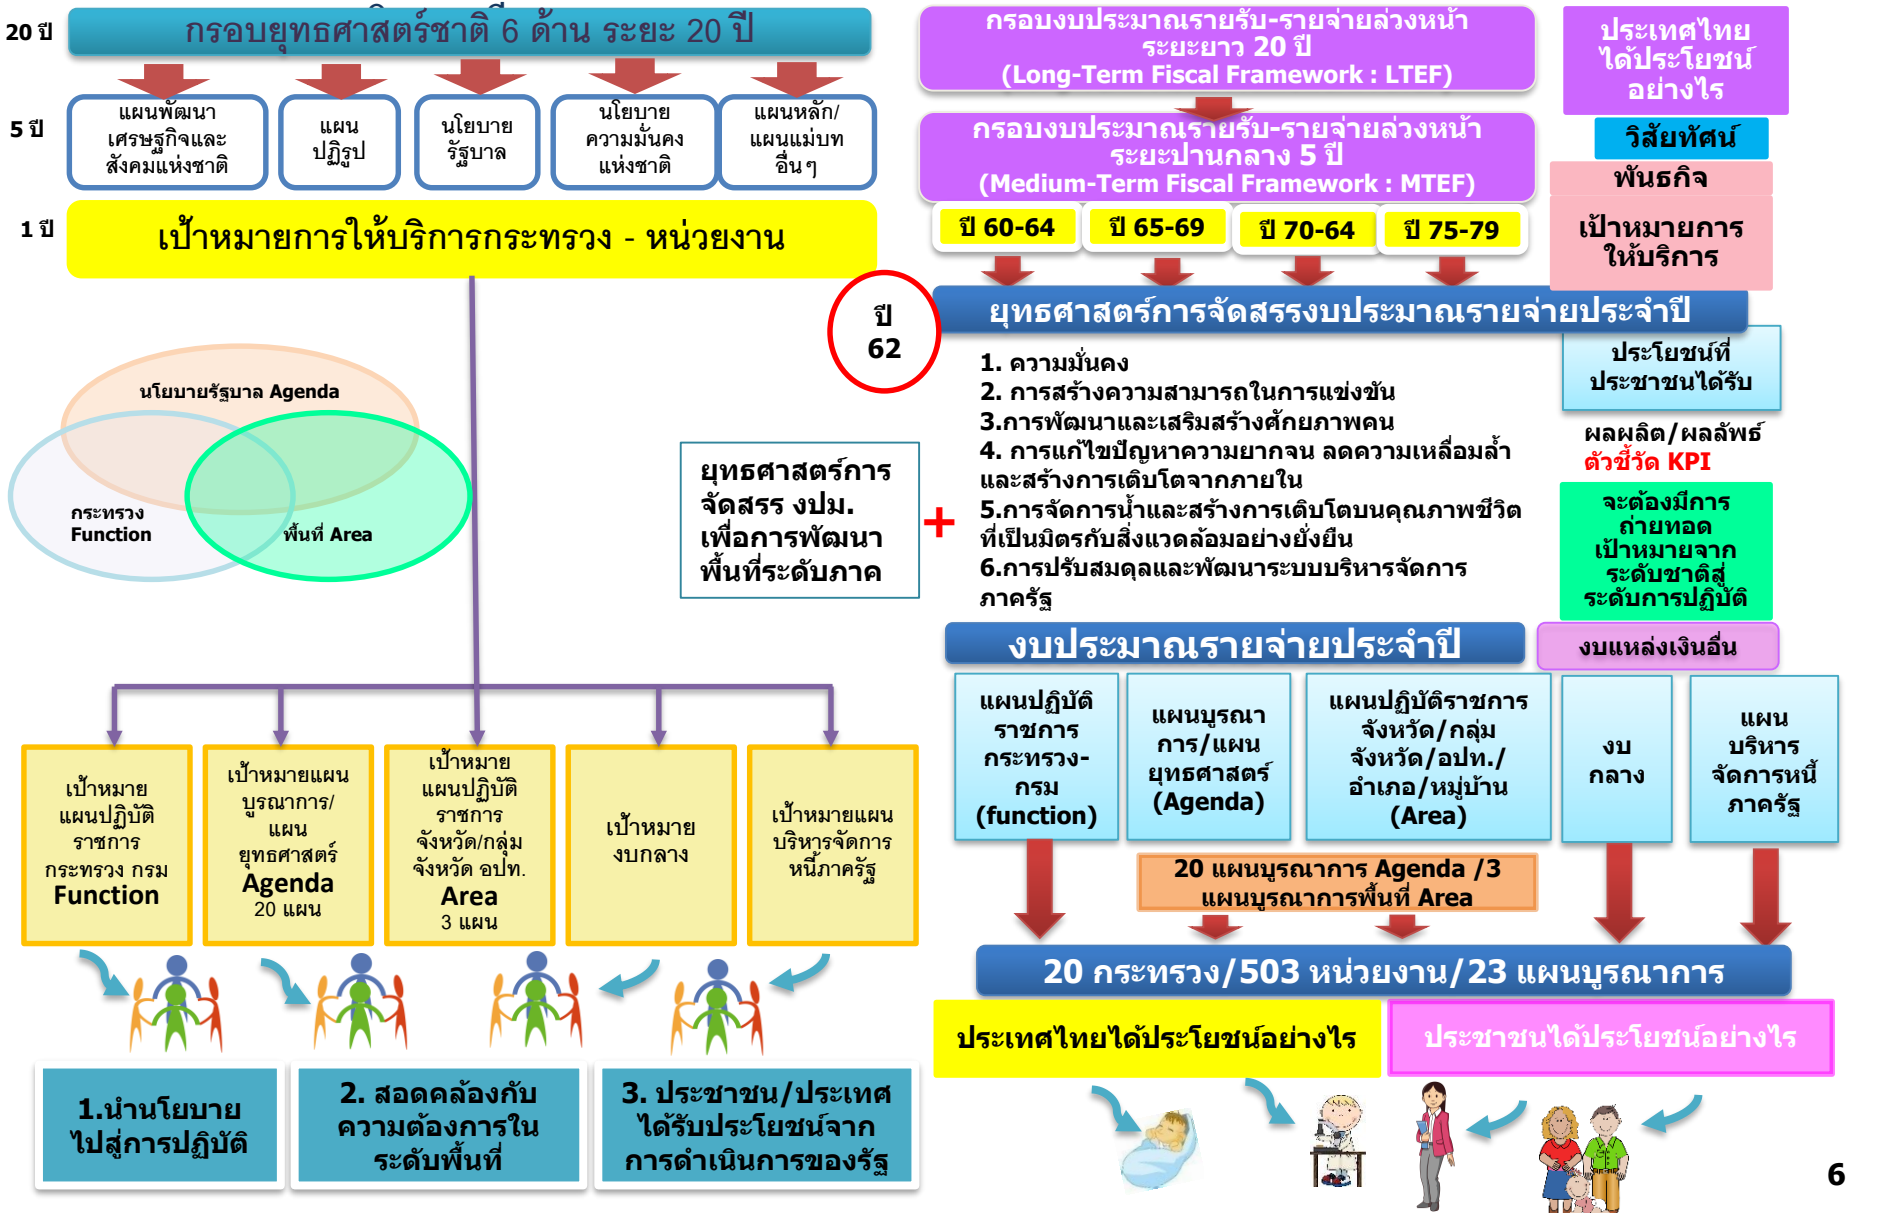 20 ปี
กรอบยุทธศาสตร์ชาติ 6 ด้าน ระยะ 20 ปี
5 ปี
แผนพัฒนา
เศรษฐกิจและ
สังคมแห่งชาติ
แผน
ปฏิรูป
นโยบาย
รัฐบาล
นโยบาย
ความมั่นคง
แห่งชาติ
แผนหลัก/
แผนแม่บท
อื่นๆ
1 ปี
เป้าหมายการให้บริการกระทรวง - หน่วยงาน
นโยบายรัฐบาล Agenda
กระทรวง
Function
พื้นที่ Area
เป้าหมาย
แผนปฏิบัติ
ราชการ
กระทรวง กรม
Function
เป้าหมายแผน
บูรณาการ/
แผน
ยุทธศาสตร์
Agenda
20 แผน
เป้าหมาย
แผนปฏิบัติ
ราชการ
จังหวัด/กลุ่ม
จังหวัด อปท.
Area
3 แผน
เป้าหมาย
งบกลาง
เป้าหมายแผน
บริหารจัดการ
หนี้ภาครัฐ
1.นำนโยบาย
ไปสู่การปฏิบัติ
2. สอดคล้องกับ
ความต้องการใน
ระดับพื้นที่
3. ประชาชน/ประเทศ
ได้รับประโยชน์จาก
การดำเนินการของรัฐ
กรอบงบประมาณรายรับ-รายจ่ายล่วงหน้า
ระยะยาว 20 ปี
(Long-Term Fiscal Framework : LTEF)
กรอบงบประมาณรายรับ-รายจ่ายล่วงหน้า
ระยะปานกลาง 5 ปี
(Medium-Term Fiscal Framework : MTEF)
ปี 60-64
ปี 65-69
ปี 70-64
ปี 75-79
ปี
62
ยุทธศาสตร์การจัดสรรงบประมาณรายจ่ายประจำปี
ยุทธศาสตร์การ
จัดสรร งปม.
เพื่อการพัฒนา
พื้นที่ระดับภาค
+
1. ความมั่นคง
2. การสร้างความสามารถในการแข่งขัน
3.การพัฒนาและเสริมสร้างศักยภาพคน
4. การแก้ไขปัญหาความยากจน ลดความเหลื่อมล้ำ
และสร้างการเติบโตจากภายใน
5.การจัดการน้ำและสร้างการเติบโตบนคุณภาพชีวิต
ที่เป็นมิตรกับสิ่งแวดล้อมอย่างยั่งยืน
6.การปรับสมดุลและพัฒนาระบบบริหารจัดการ
ภาครัฐ
ประเทศไทย
ได้ประโยชน์
อย่างไร
วิสัยทัศน์
พันธกิจ
เป้าหมายการ
ให้บริการ
ประโยชน์ที่
ประชาชนได้รับ
ผลผลิต/ผลลัพธ์
ตัวชี้วัด KPI
จะต้องมีการ
ถ่ายทอด
เป้าหมายจาก
ระดับชาติสู่
ระดับการปฏิบัติ
งบประมาณรายจ่ายประจำปี
งบแหล่งเงินอื่น
แผนปฏิบัติ
ราชการ
กระทรวง-
กรม
(function)
แผนบูรณา
การ/แผน
ยุทธศาสตร์
(Agenda)
แผนปฏิบัติราชการ
จังหวัด/กลุ่ม
จังหวัด/อปท./
อำเภอ/หมู่บ้าน
(Area)
งบ
กลาง
แผน
บริหาร
จัดการหนี้
ภาครัฐ
20 แผนบูรณาการ Agenda /3
แผนบูรณาการพื้นที่ Area
20 กระทรวง/503 หน่วยงาน/23 แผนบูรณาการ
ประเทศไทยได้ประโยชน์อย่างไร
ประชาชนได้ประโยชน์อย่างไร
6